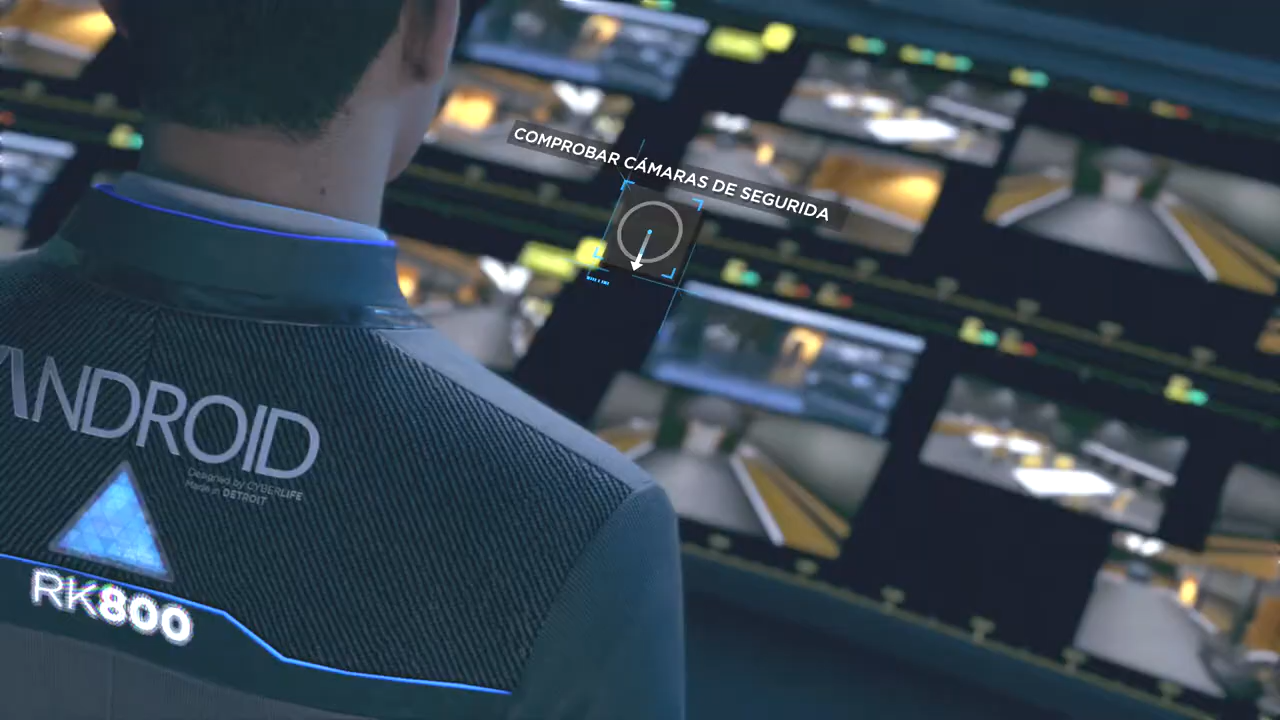 COMPROBAR CÁMARAS DE SEGURIDA
ANDROID
Designed by CYBERLIFE
Made in DETROIT
RK800